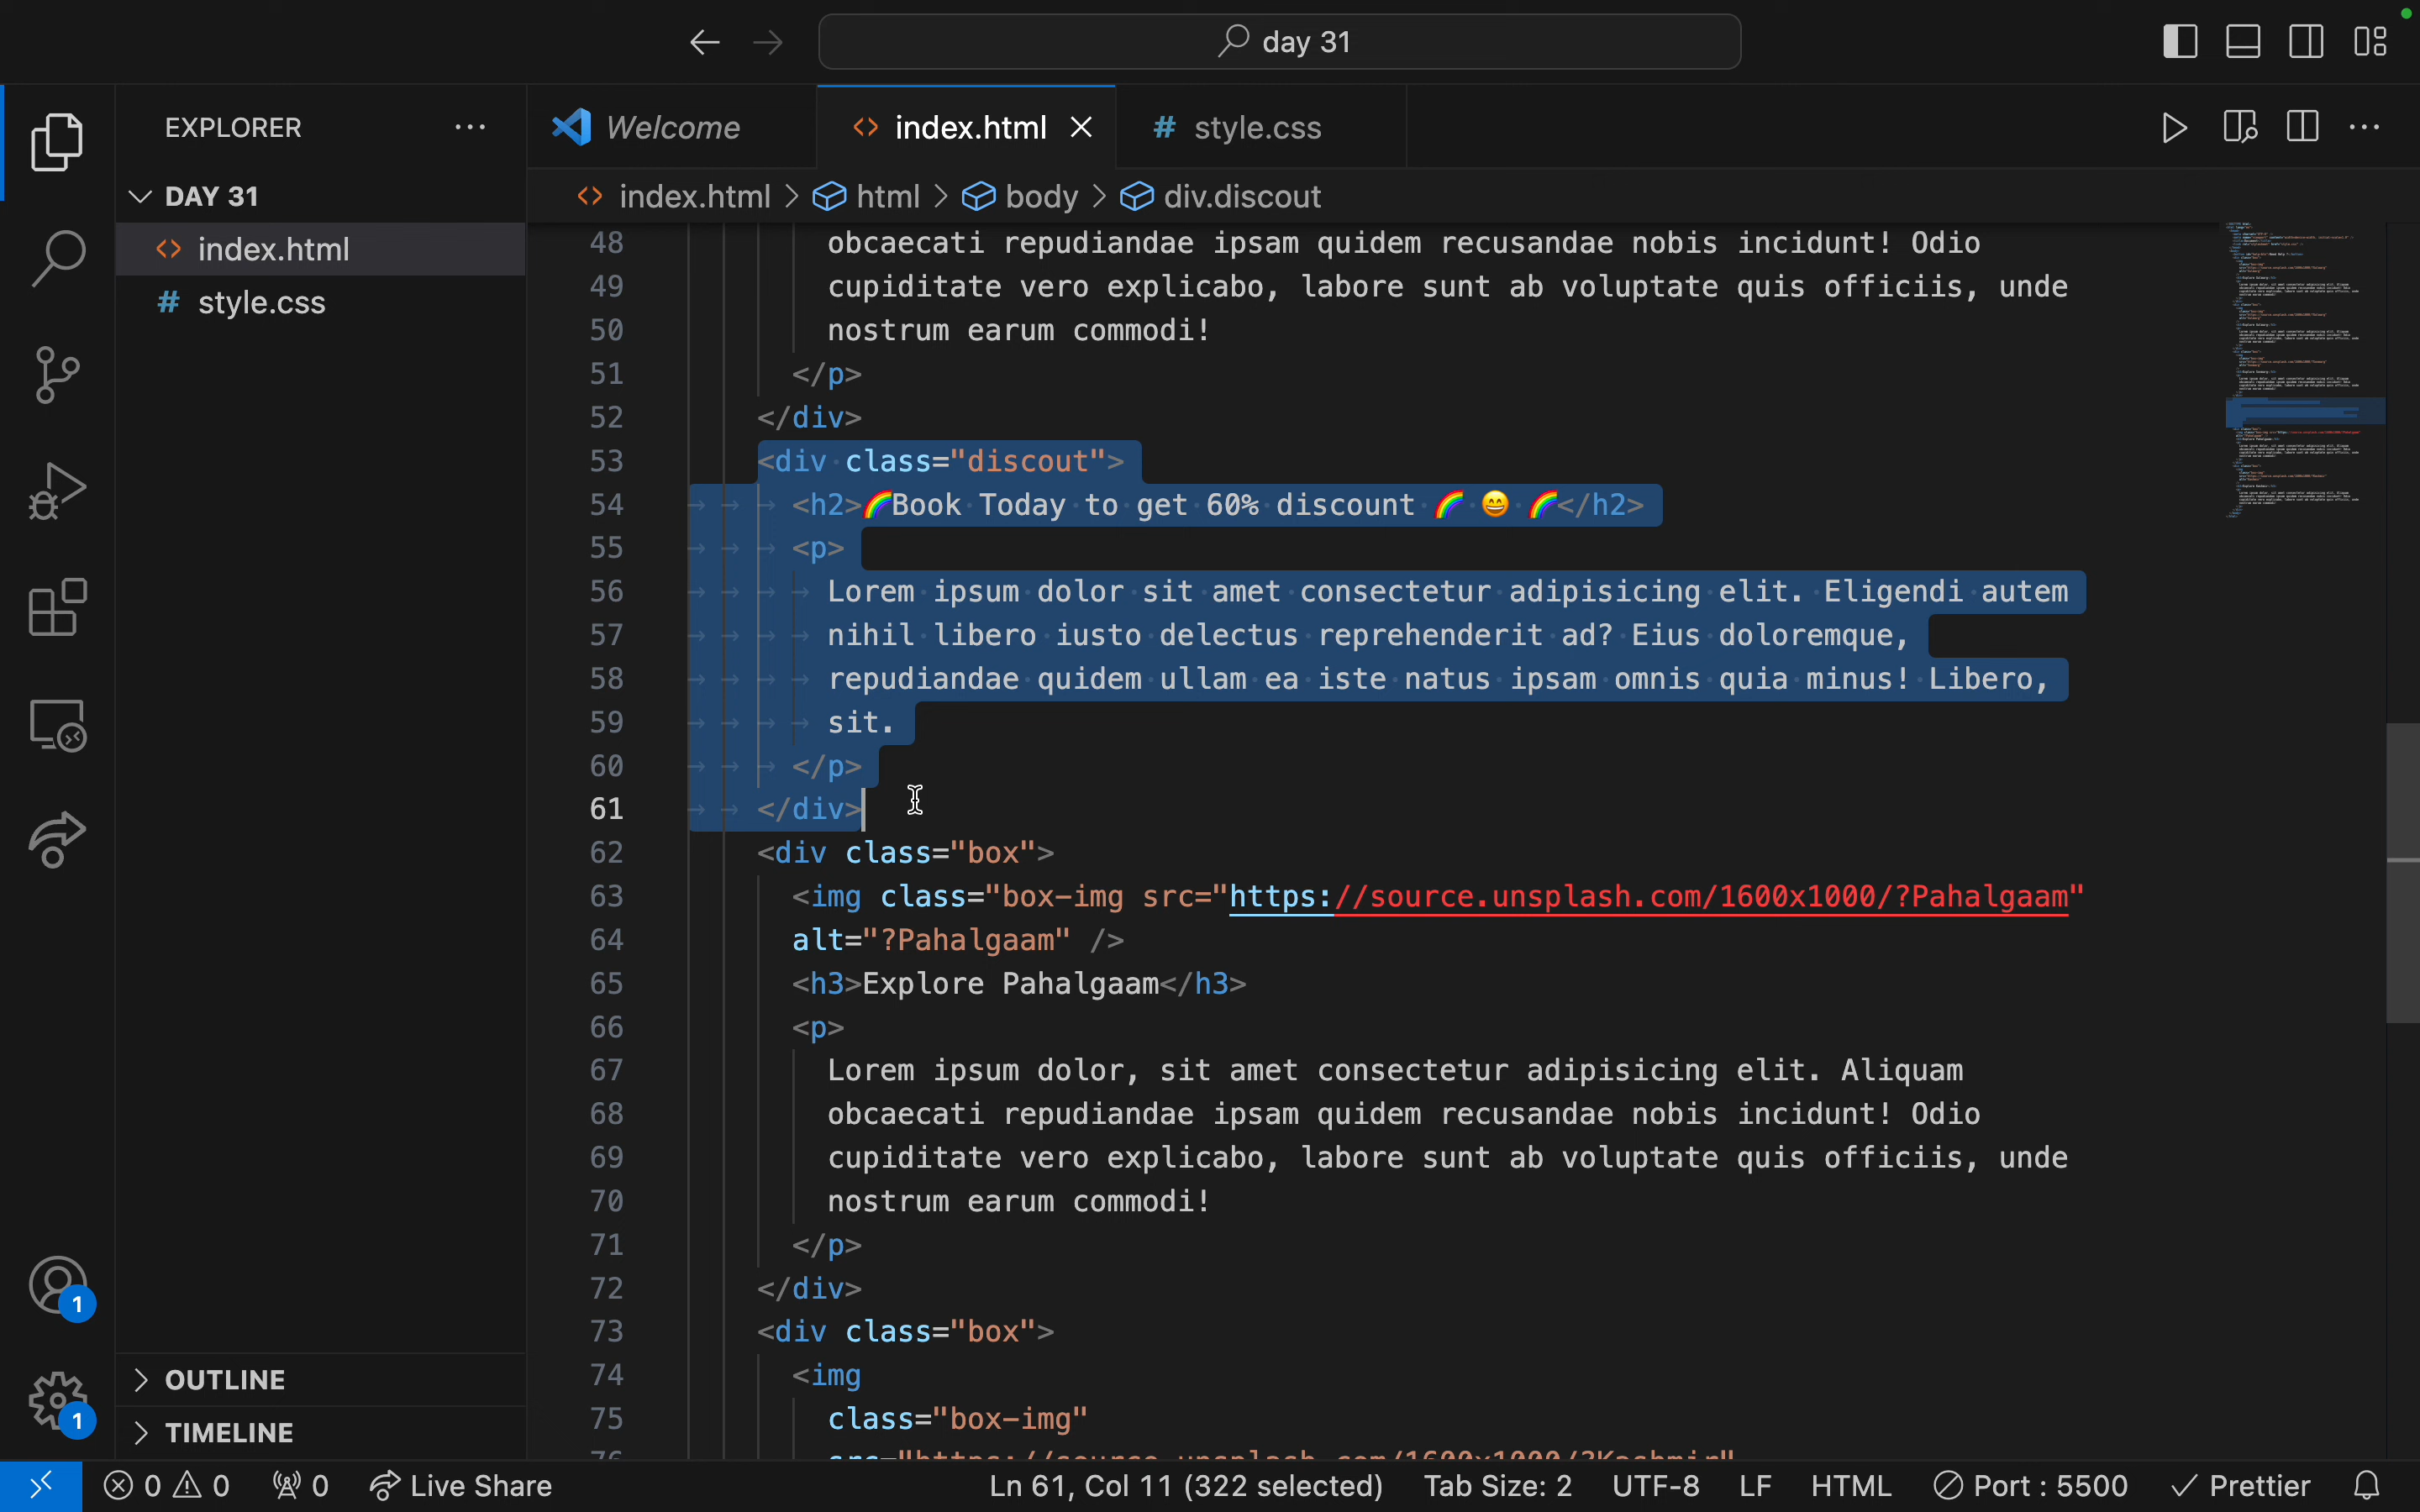 day 31
EXPLORER
Welcome
index.html
# style.css
DAY 31
index.html > html > body > div.discout
index.html
# style.css
48 obcaecati repudiandae ipsam quidem recusandae nobis incidunt! Odio
49 cupiditate vero explicabo, labore sunt ab voluptate quis officiis, unde
50 nostrum earum commodi!
51 </p>
52 </div>
53 <div class="discout">
54 <h2>🌈Book Today to get 60% discount 🌈 😄 🌈</h2>
55 <p>
56 Lorem ipsum dolor sit amet consectetur adipisicing elit. Eligendi autem
57 nihil libero iusto delectus reprehenderit ad? Eius doloremque,
58 repudiandae quidem ullam ea iste natus ipsam omnis quia minus! Libero,
59 sit.
60 </p>
61 </div>
62 <div class="box">
63 <img class="box-img src="https://source.unsplash.com/1600x1000/?Pahalgaam"
64 alt="?Pahalgaam" />
65 <h3>Explore Pahalgaam</h3>
66 <p>
67 Lorem ipsum dolor, sit amet consectetur adipisicing elit. Aliquam
68 obcaecati repudiandae ipsam quidem recusandae nobis incidunt! Odio
69 cupiditate vero explicabo, labore sunt ab voluptate quis officiis, unde
70 nostrum earum commodi!
71 </p>
72 </div>
73 <div class="box">
74 <img
75 class="box-img"
76 src="https://source.unsplash.com/1600x1000/?Kashmir"
OUTLINE
TIMELINE
1
1
0 0 0 Live Share Ln 61, Col 11 (322 selected) Tab Size: 2 UTF-8 LF HTML Port : 5500 Prettier